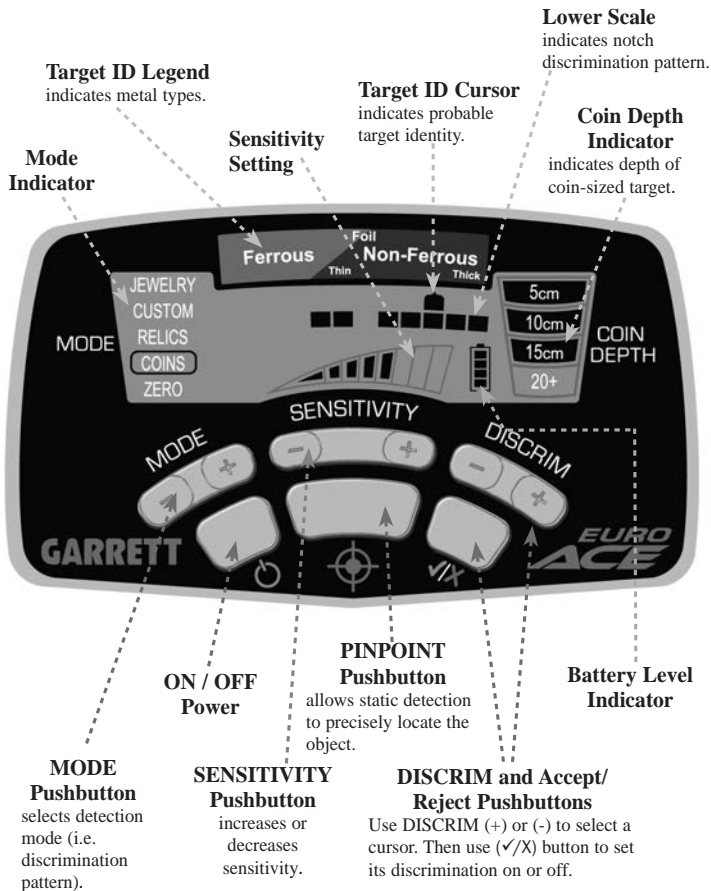 Lower Scale
indicates notch
discrimination pattern.
Target ID Legend
indicates metal types.
Target ID Cursor
indicates probable
target identity.
Coin Depth
Indicator
indicates depth of
coin-sized target.
Sensitivity
Setting
Mode
Indicator
Ferrous
Foil
Non-Ferrous
Thin
Thick
MODE
JEWELRY
CUSTOM
RELICS
COINS
ZERO
5cm
10cm
15cm
20+
COIN
DEPTH
SENSITIVITY
MODE
DISCRIM
- +
- +
- +
GARRETT
✓/X
EURO
ACE
ON / OFF
Power
PINPOINT
Pushbutton
allows static detection
to precisely locate the
object.
Battery Level
Indicator
MODE
Pushbutton
selects detection
mode (i.e.
discrimination
pattern).
SENSITIVITY
Pushbutton
increases or
decreases
sensitivity.
DISCRIM and Accept/
Reject Pushbuttons
Use DISCRIM (+) or (-) to select a
cursor. Then use (✓/X) button to set
its discrimination on or off.